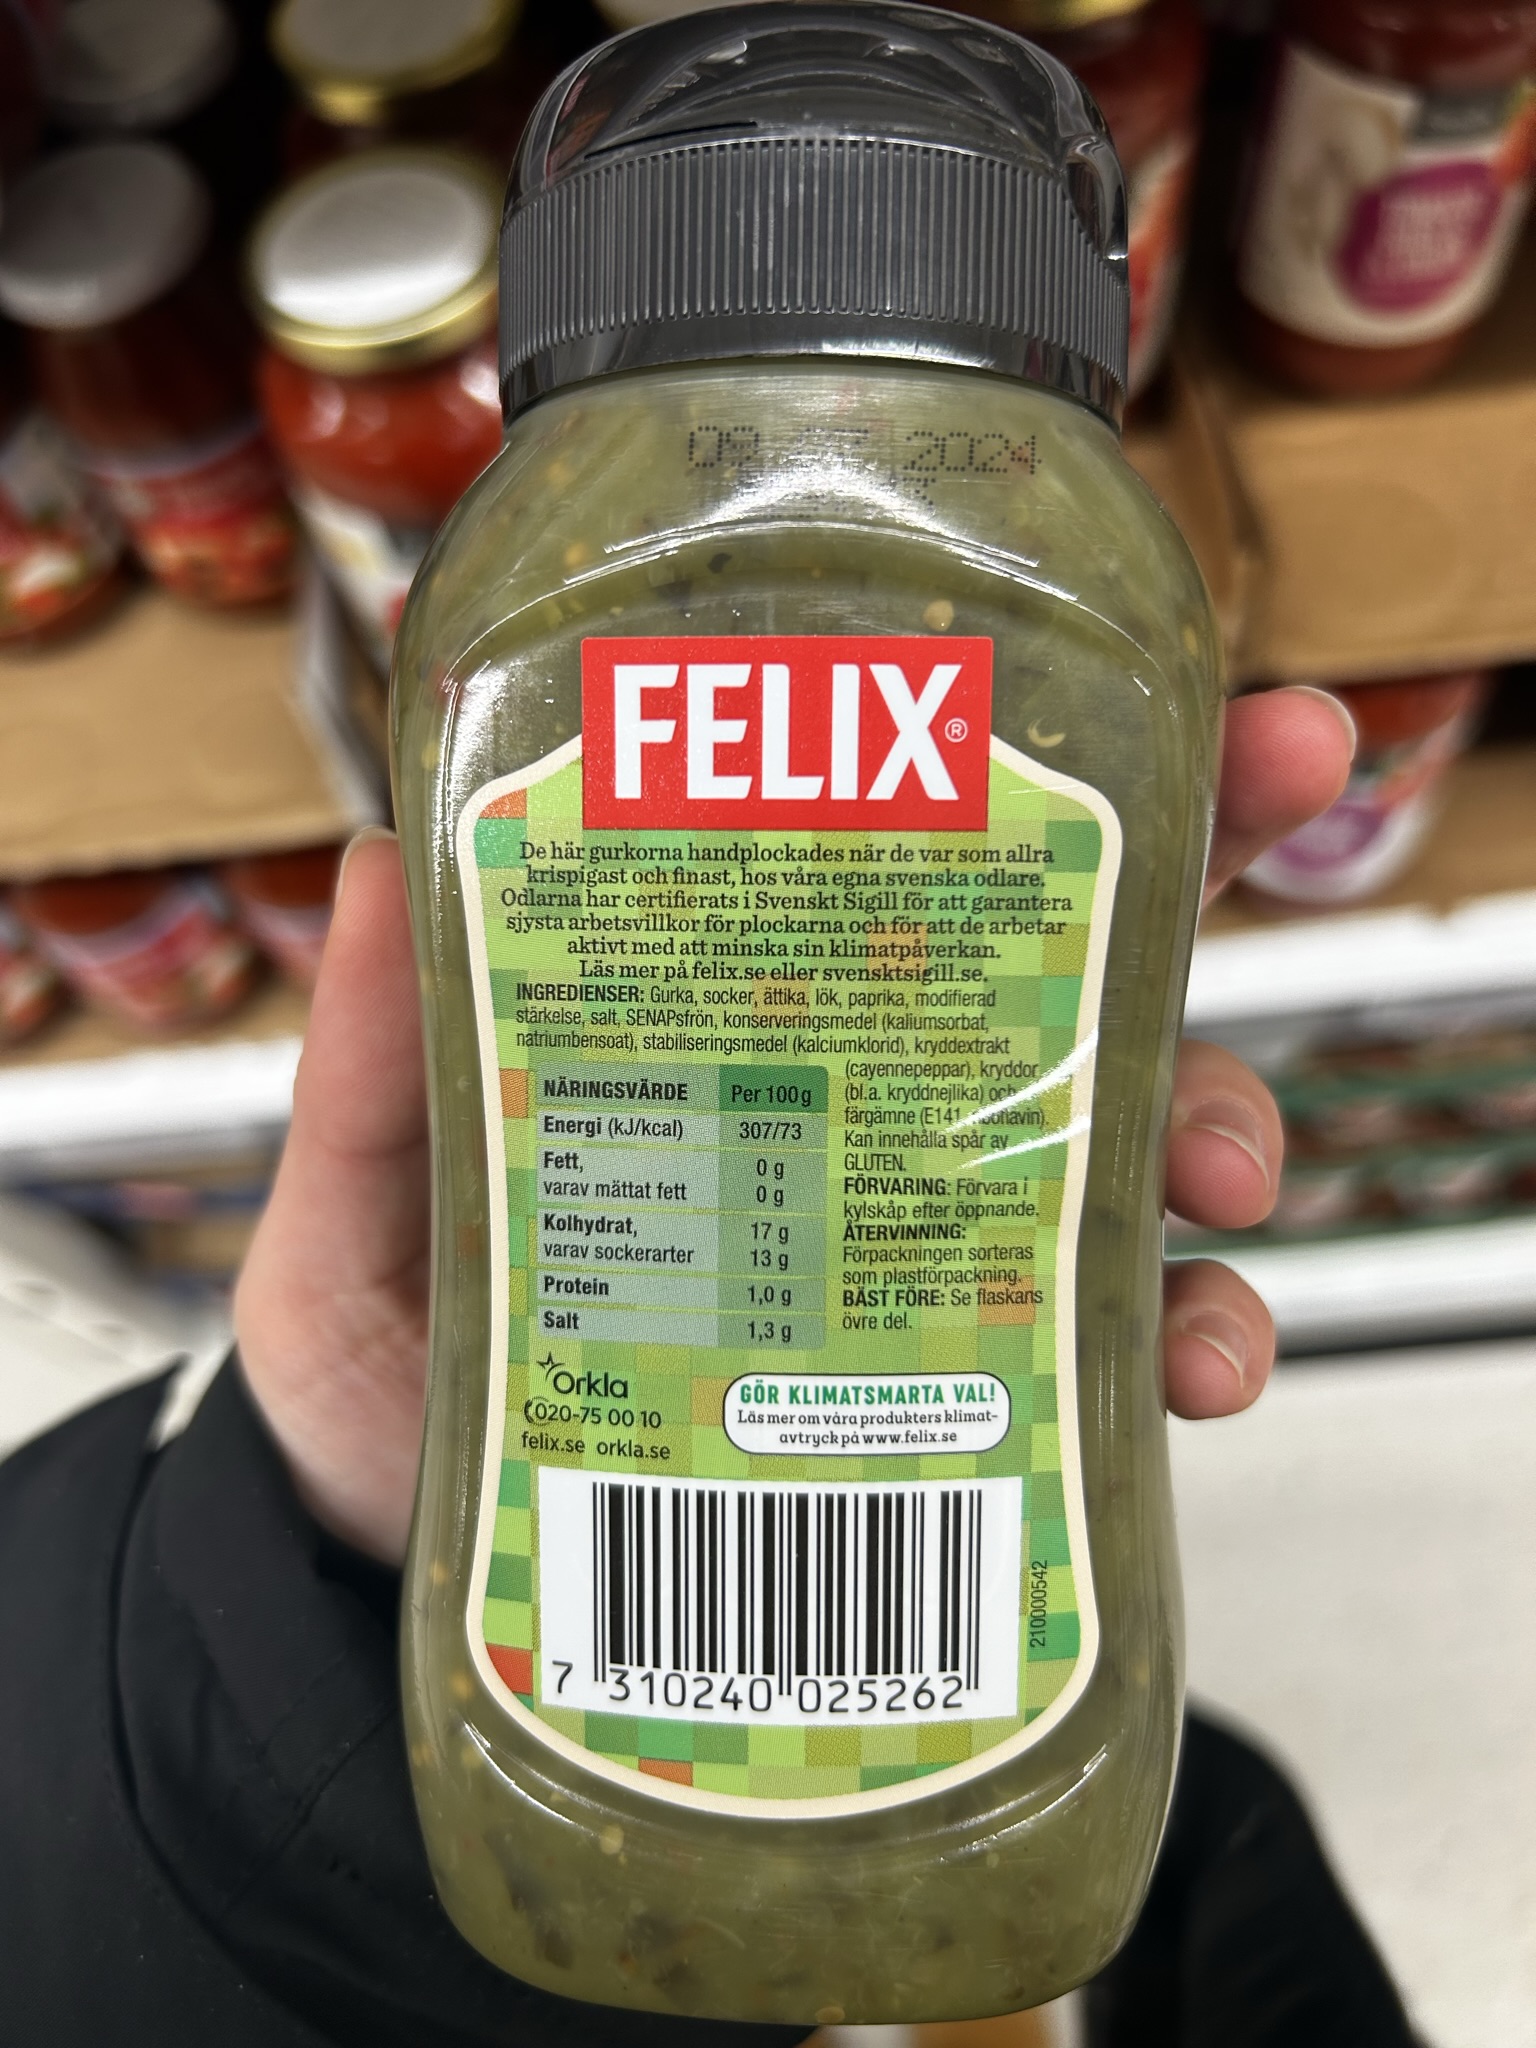 09 2024
FELIX®
De här gurkorna handplockades när de var som allra
krispigast och finast, hos våra egna svenska odlare.
Odlarna har certifierats i Svenskt Sigill för att garantera
sjysta arbetsvillkor för plockarna och för att de arbetar
aktivt med att minska sin klimatpåverkan.
Läs mer på felix.se eller svensktsigill.se.
INGREDIENSER: Gurka, socker, ättika, lök, paprika, modifierad
stärkelse, salt, SENAPsfrön, konserveringsmedel (kaliumsorbat,
natriumbensoat), stabiliseringsmedel (kalciumklorid), kryddextrakt
(cayennepeppar), kryddor
(bl.a. kryddnejlika) och
färgämne (E141,
Kan innehålla spår av
GLUTEN.
FÖRVARING: Förvara i
kylskåp efter öppnande.
ÅTERVINNING:
Förpackningen sorteras
som plastförpackning.
BÄST FÖRE: Se flaskans
övre del.
NÄRINGSVÄRDE Per 100g
Energi (kJ/kcal) 307/73
Fett, 0 g
varav mättat fett 0 g
Kolhydrat, 17 g
varav sockerarter 13 g
Protein 1,0 g
Salt 1,3 g
Orkla
020-75 00 10
felix.se orkla.se
GÖR KLIMATSMARTA VAL!
Läs mer om våra produkters klimat-
avtryck på www.felix.se
7 310240 025262
210000542